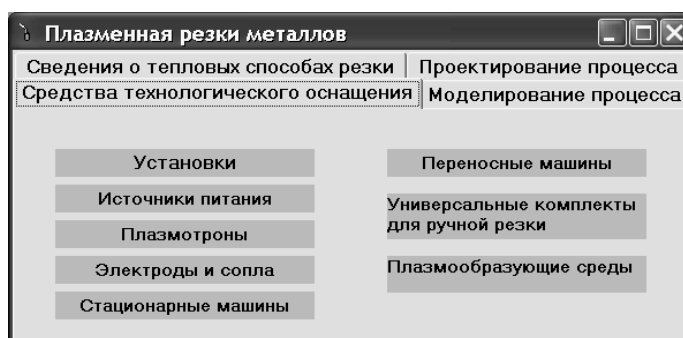 Плазменная резки металлов
Сведения о тепловых способах резки
Проектирование процесса
Средства технологического оснащения
Моделирование процесса
Установки
Источники питания
Плазмотроны
Электроды и сопла
Стационарные машины
Переносные машины
Универсальные комплекты
для ручной резки
Плазмообразующие среды